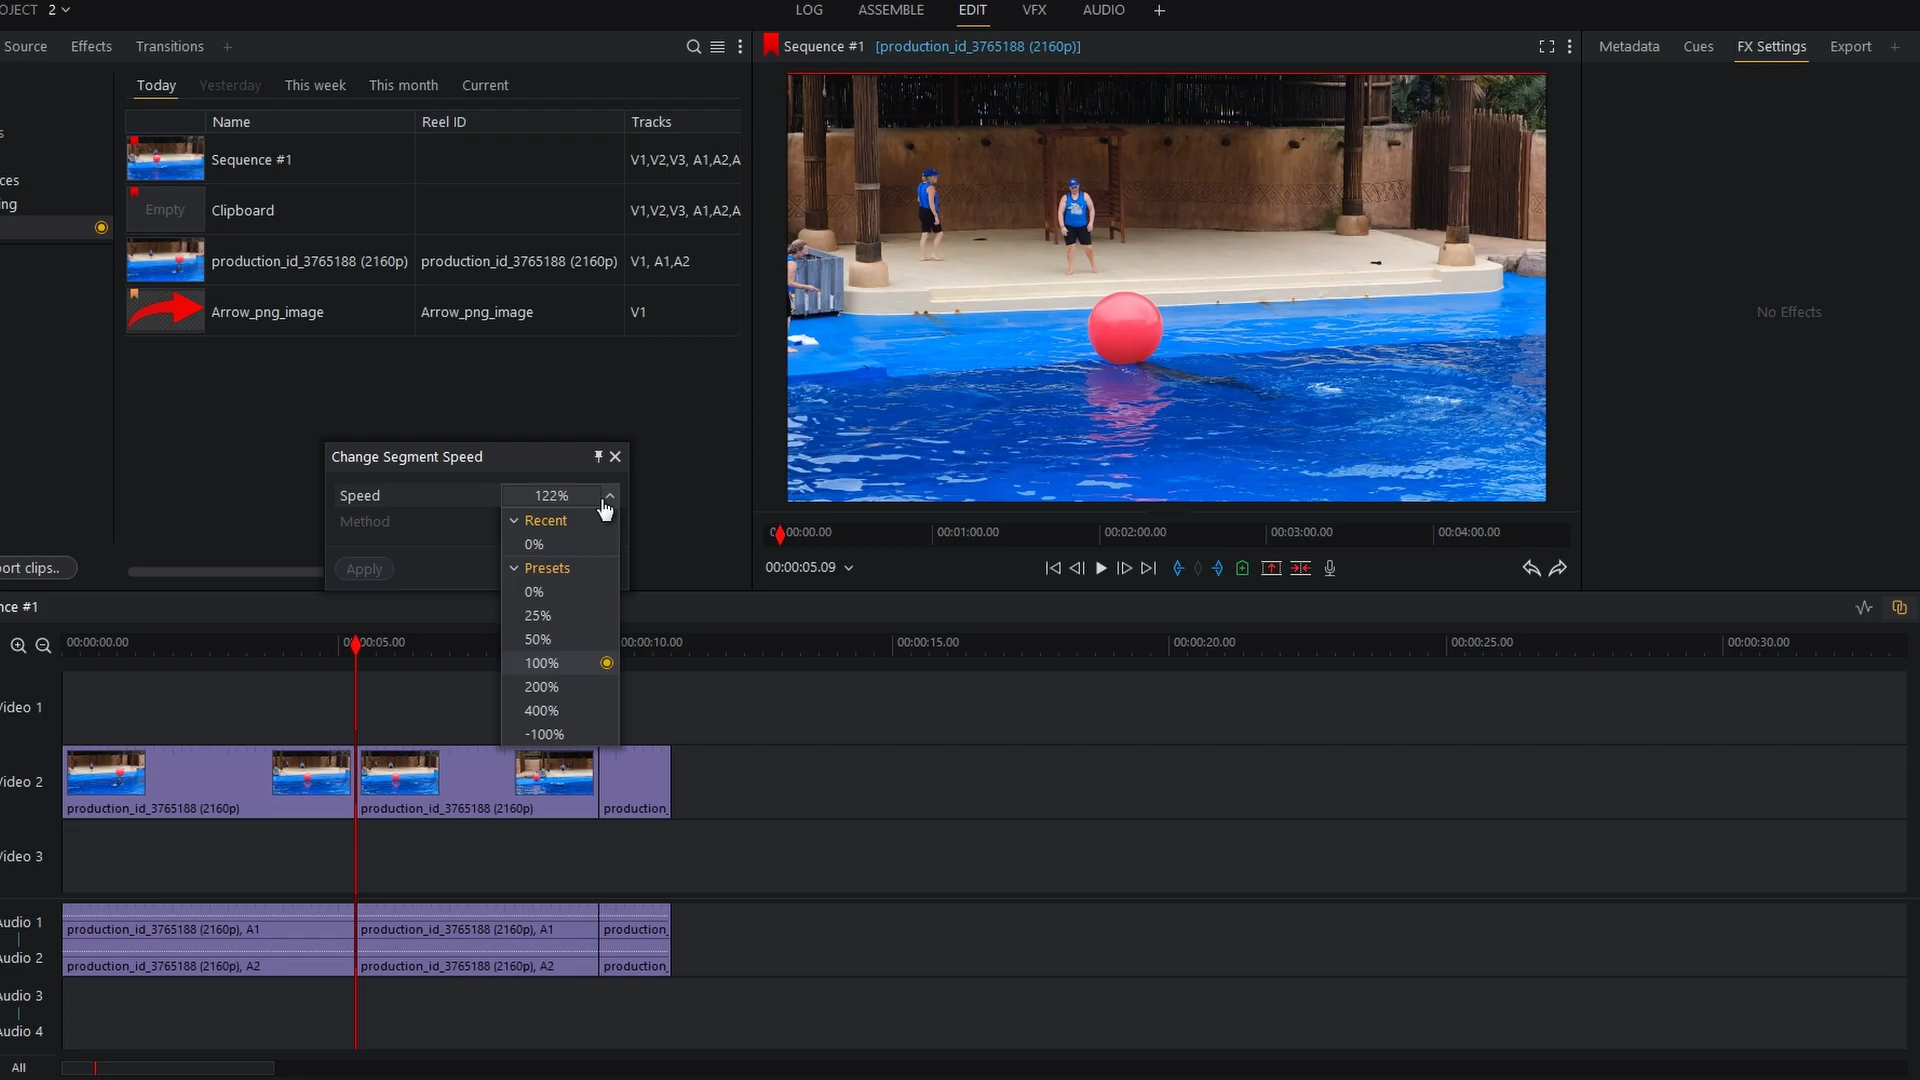 OJECT 2
LOG ASSEMBLE EDIT VFX AUDIO +
Source Effects Transitions +
Sequence #1 [production_id_3765188 (2160p)]
Metadata Cues FX Settings Export +
Today Yesterday This week This month Current
Name Reel ID Tracks
s
Sequence #1 V1,V2,V3, A1,A2,A
ces
ing
Empty Clipboard V1,V2,V3, A1,A2,A
production_id_3765188 (2160p) production_id_3765188 (2160p) V1, A1,A2
Arrow_png_image Arrow_png_image V1
No Effects
Change Segment Speed
Speed 122%
Method
Apply
Recent
0%
Presets
0%
25%
50%
100%
200%
400%
-100%
ort clips..
00:00.00 00:01:00.00 00:02:00.00 00:03:00.00 00:04:00.00
00:00:05.09
nce #1
00:00:00.00 00:00:05.00 00:00:10.00 00:00:15.00 00:00:20.00 00:00:25.00 00:00:30.00
Video 1
Video 2
production_id_3765188 (2160p) production_id_3765188 (2160p) production_
Video 3
Audio 1
production_id_3765188 (2160p), A1 production_id_3765188 (2160p), A1 production_
Audio 2
production_id_3765188 (2160p), A2 production_id_3765188 (2160p), A2 production_
Audio 3
Audio 4
All